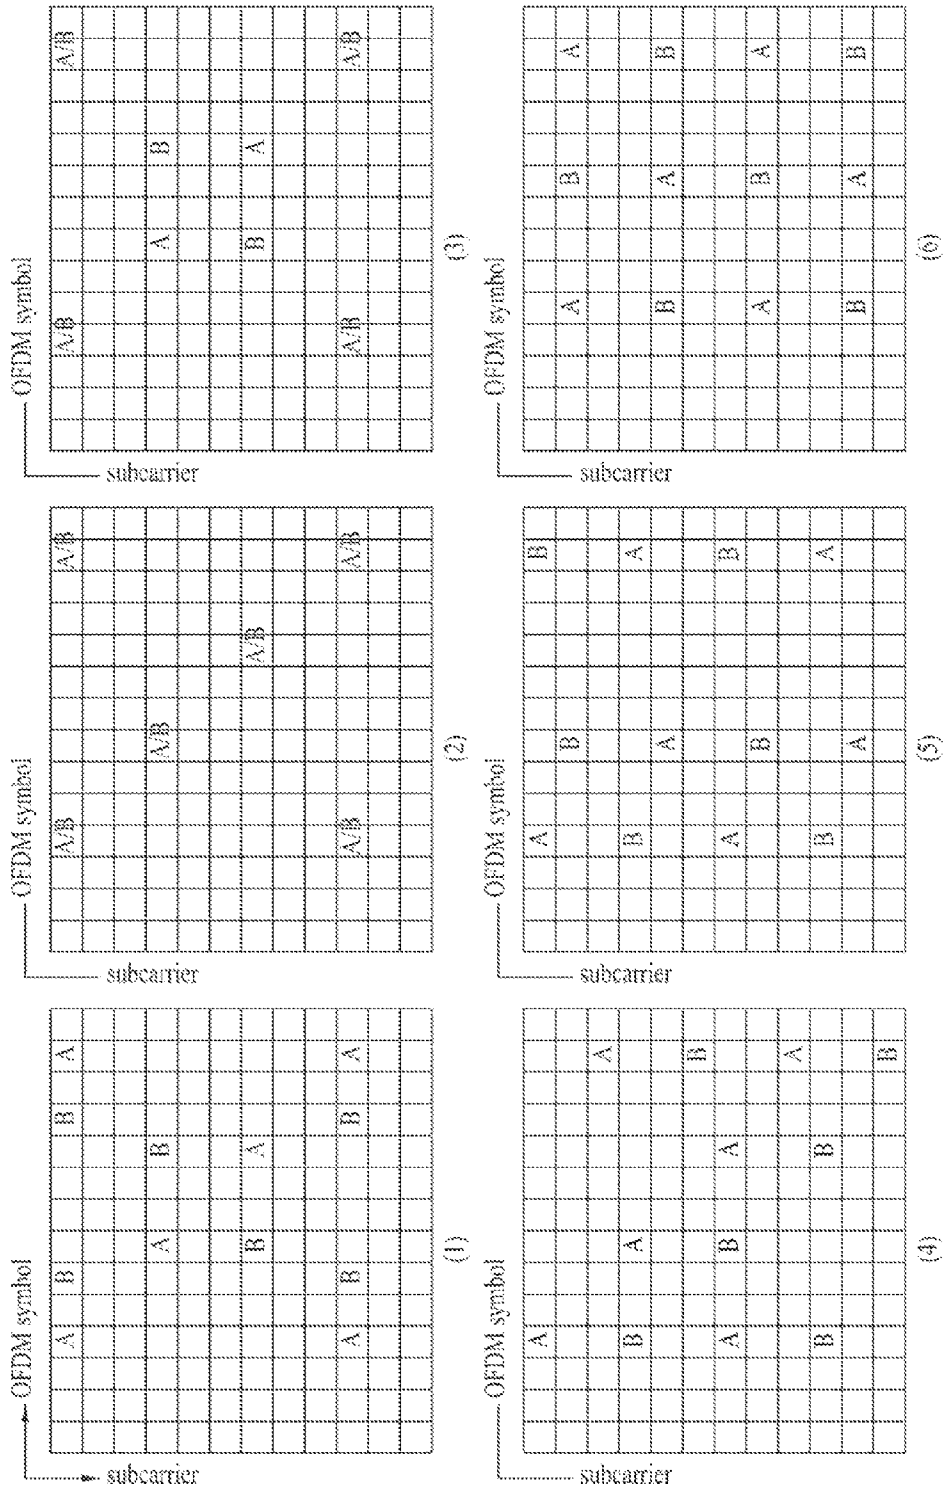 OFDM symbol
subcarrier
A B B A
A B
B A
A B B A
(1)
OFDM symbol
subcarrier
A/B A/B
A/B
A/B
A/B A/B
(2)
OFDM symbol
subcarrier
A/B A/B
A B
B A
A/B A/B
(3)
OFDM symbol
subcarrier
A
A
B A
B
A B A
A
B B
B
(4)
OFDM symbol
subcarrier
A B
B
B A
A
A B
B
B A
A
(5)
OFDM symbol
subcarrier
A B A
B A B
A B A
B A B
(6)